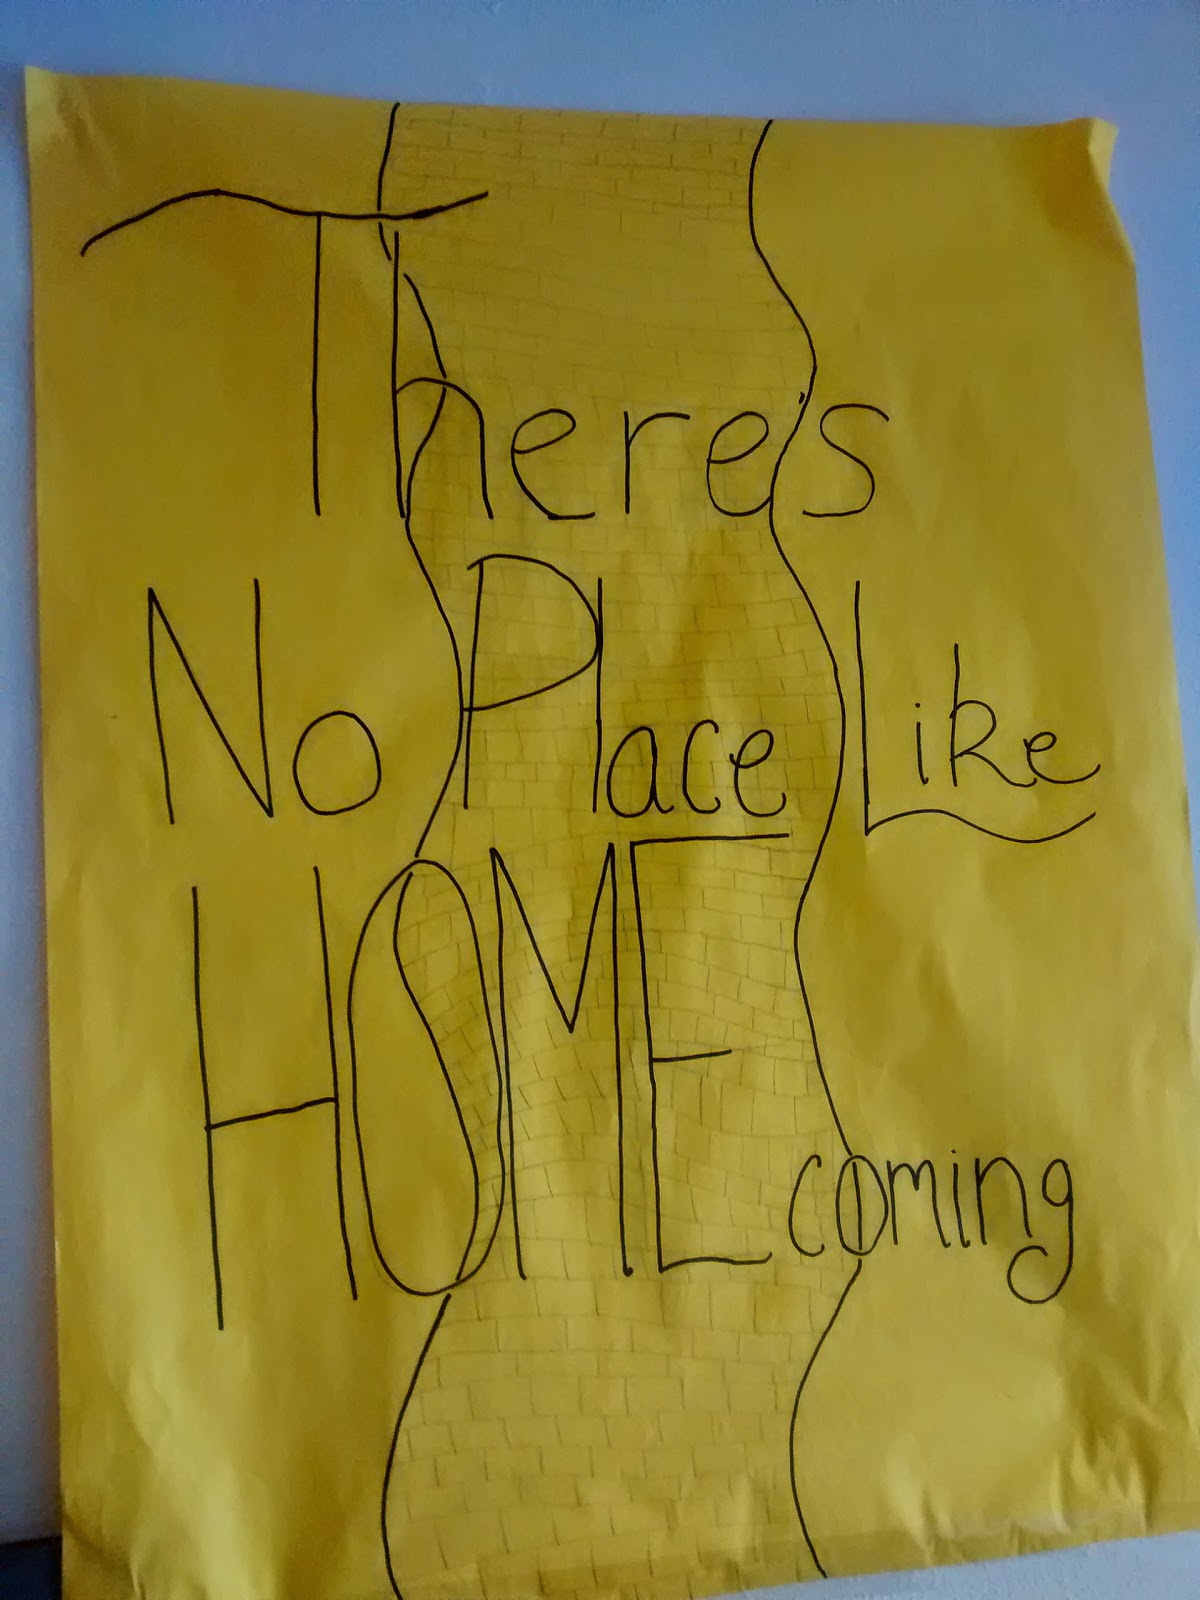 There's
No Place Like
HOMEcoming